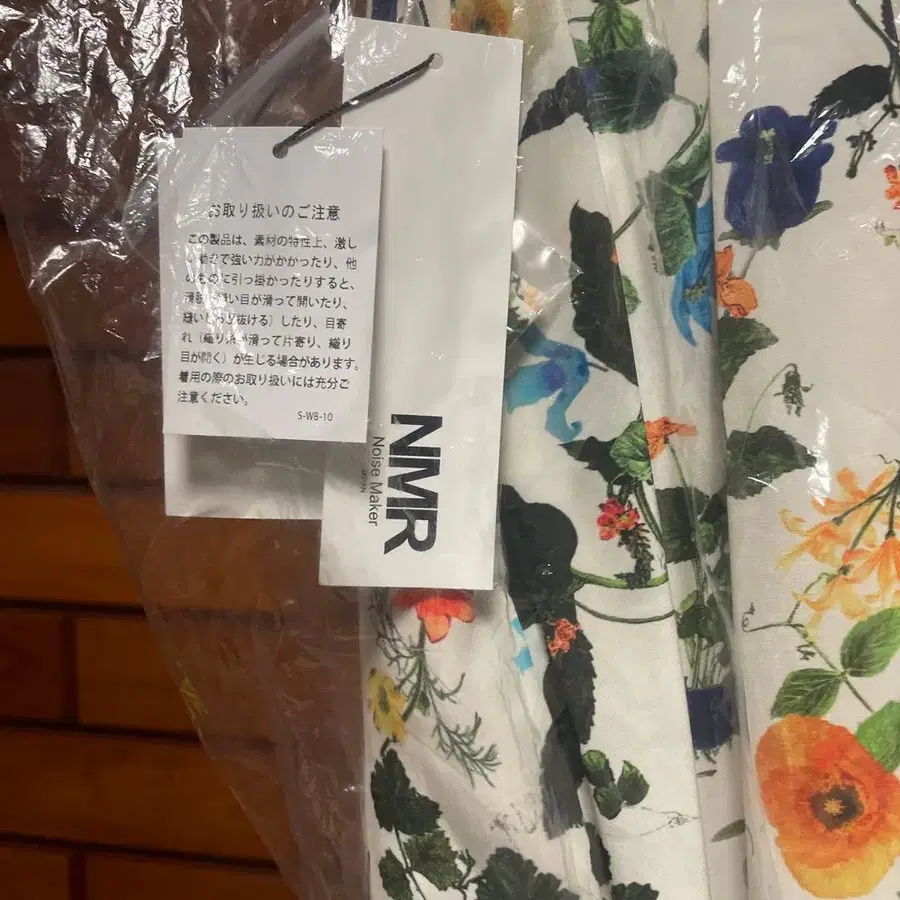 お取り扱いのご注意
この製品は、素材の特性上、激し
い動きで強い力がかかったり、他
のものに引っ掛かったりすると、
滑脱（縫い目が滑って開いたり、
縫い目が抜ける）したり、目寄
れ（織り糸が滑って片寄り、織り
目が開く）が生じる場合があります。
着用の際のお取り扱いには充分ご
注意ください。
S-WB-10
NMR
Noise Maker
JAPAN